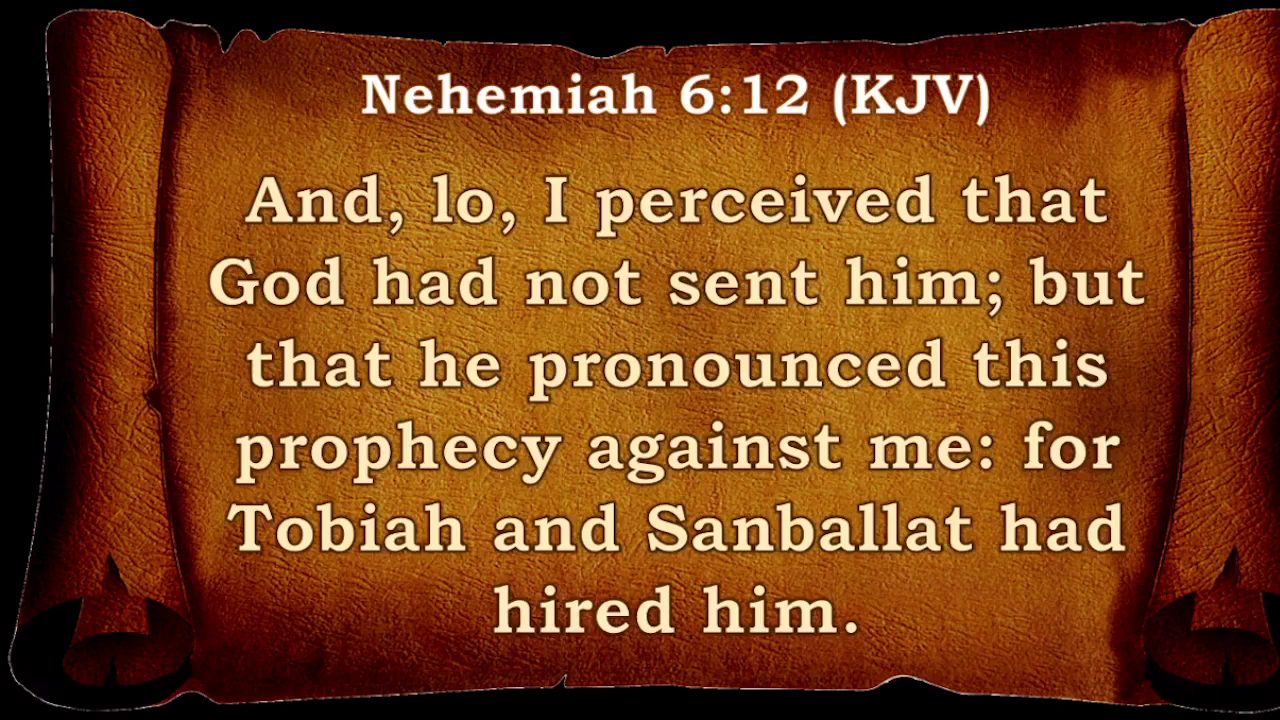 Nehemiah 6:12 (KJV)
And, lo, I perceived that
God had not sent him; but
that he pronounced this
prophecy against me: for
Tobiah and Sanballat had
hired him.